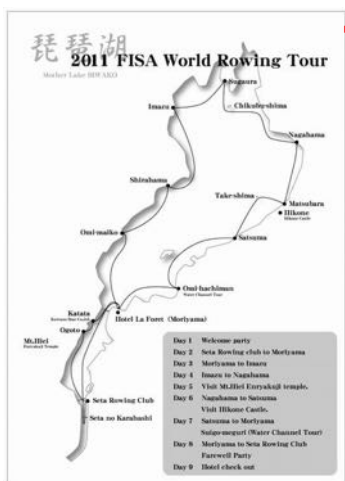 琵琶湖
2011 FISA World Rowing Tour
Mother Lake BIWAKO
Sugaura
Imazu
Chikubu-shima
Nagahama
Shirahama
Take-shima
Matsubara
Hikone
Hikone Castle
Omi-maiko
Satsuma
Omi-hachiman
Water Channel Tour
Katata
Hotel La Foret (Moriyama)
Ogoto
Mt.Hiei
Enryakuji Temple
Seta Rowing Club
Seta no Karahashi
Day 1 Welcome party
Day 2 Seta Rowing club to Moriyama
Day 3 Moriyama to Imazu
Day 4 Imazu to Nagahama
Day 5 Visit Mt.Hiei Enryakuji temple.
Day 6 Nagahama to Satsuma
Visit Hikone Castle.
Day 7 Satsuma to Moriyama
Suigo-meguri (Water Channel Tour)
Day 8 Moriyama to Seta Rowing Club
Farewell Party
Day 9 Hotel check out